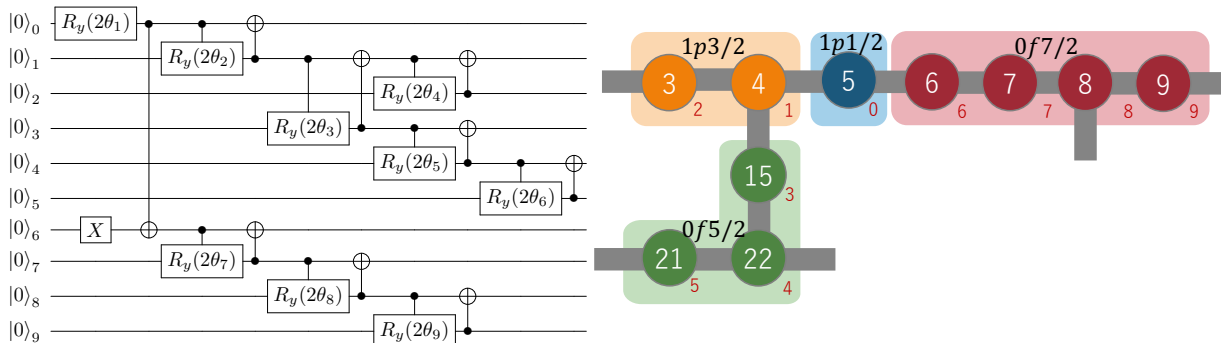 |0⟩₀ R_y(2θ₁)
R_y(2θ₂)
|0⟩₁
|0⟩₂ R_y(2θ₄)
|0⟩₃ R_y(2θ₃)
|0⟩₄ R_y(2θ₅)
|0⟩₅ R_y(2θ₆)
|0⟩₆ X
|0⟩₇ R_y(2θ₇)
|0⟩₈ R_y(2θ₈)
|0⟩₉ R_y(2θ₉)
1p3/2 1p1/2 0f7/2
3 4 5 6 7 8 9
2 1 0 6 7 8 9
15
3
0f5/2
21 22
5 4